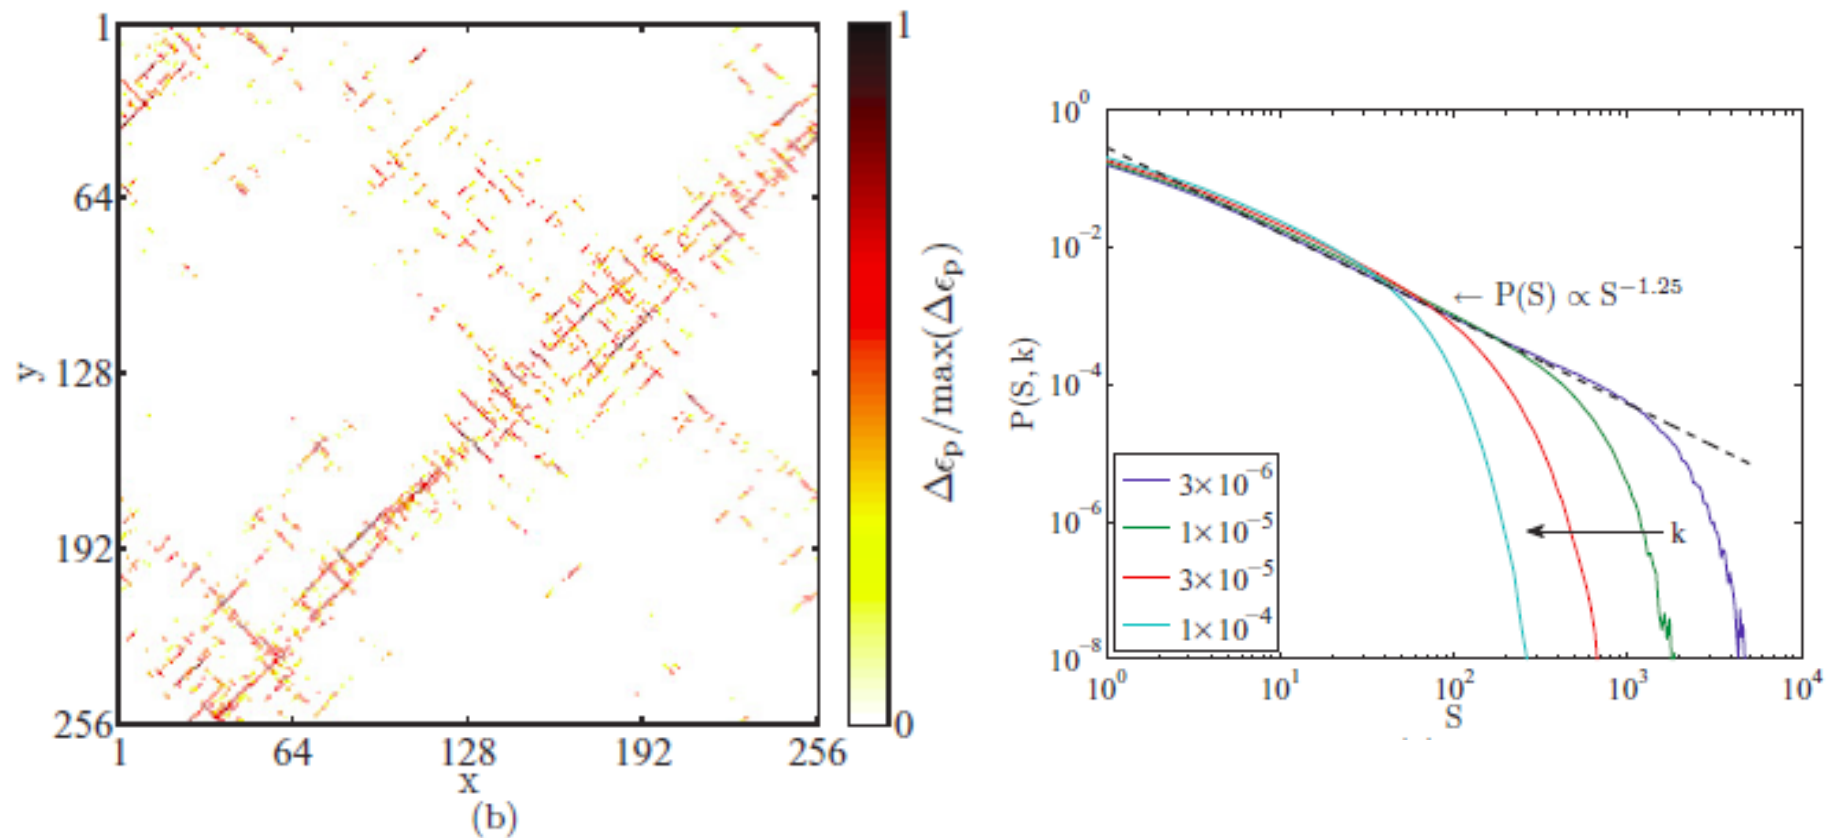 1
64
y 128
192
256
1 64 128 192 256
x
(b)
1
Δϵp/max(Δϵp)
0
10^0
10^-2
10^-4
10^-6
10^-8
P(S, k)
← P(S) ∝ S^-1.25
3×10^-6
1×10^-5
3×10^-5
1×10^-4
k
10^0 10^1 10^2 10^3 10^4
S